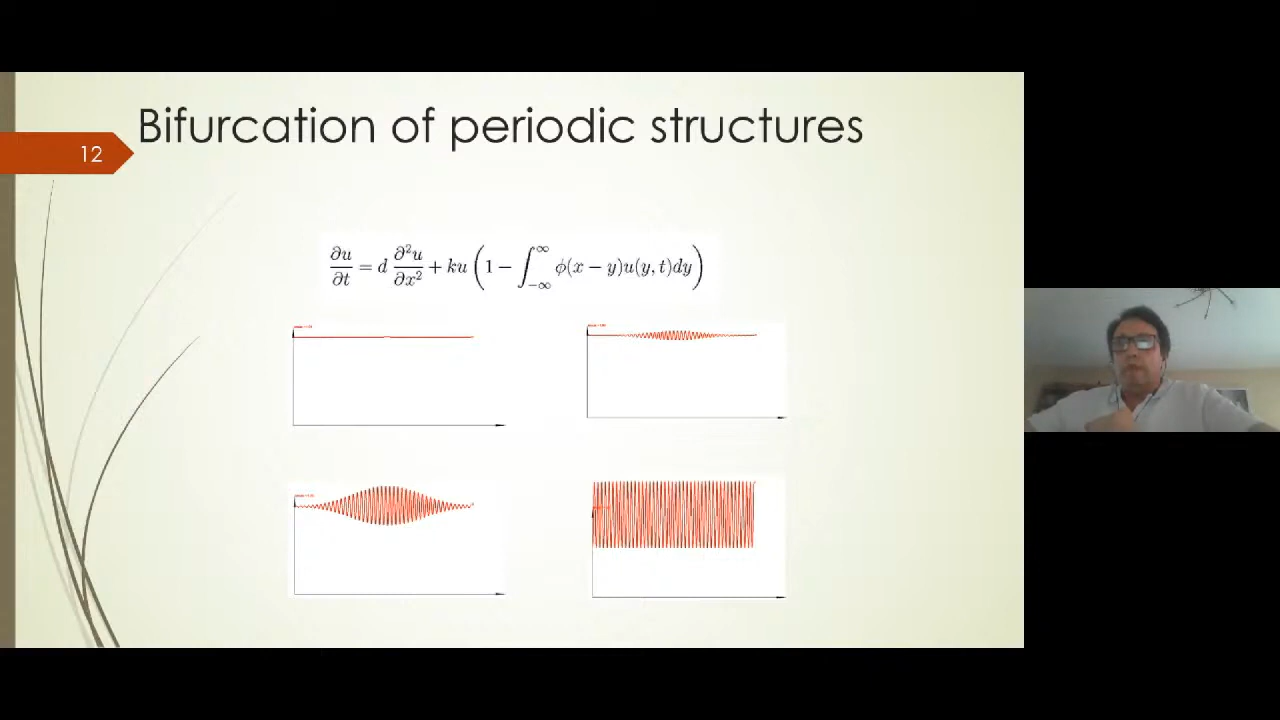 Bifurcation of periodic structures
12
∂u/∂t = d ∂²u/∂x² + ku (1 − ∫_{−∞}^{∞} ϕ(x − y)u(y, t)dy)